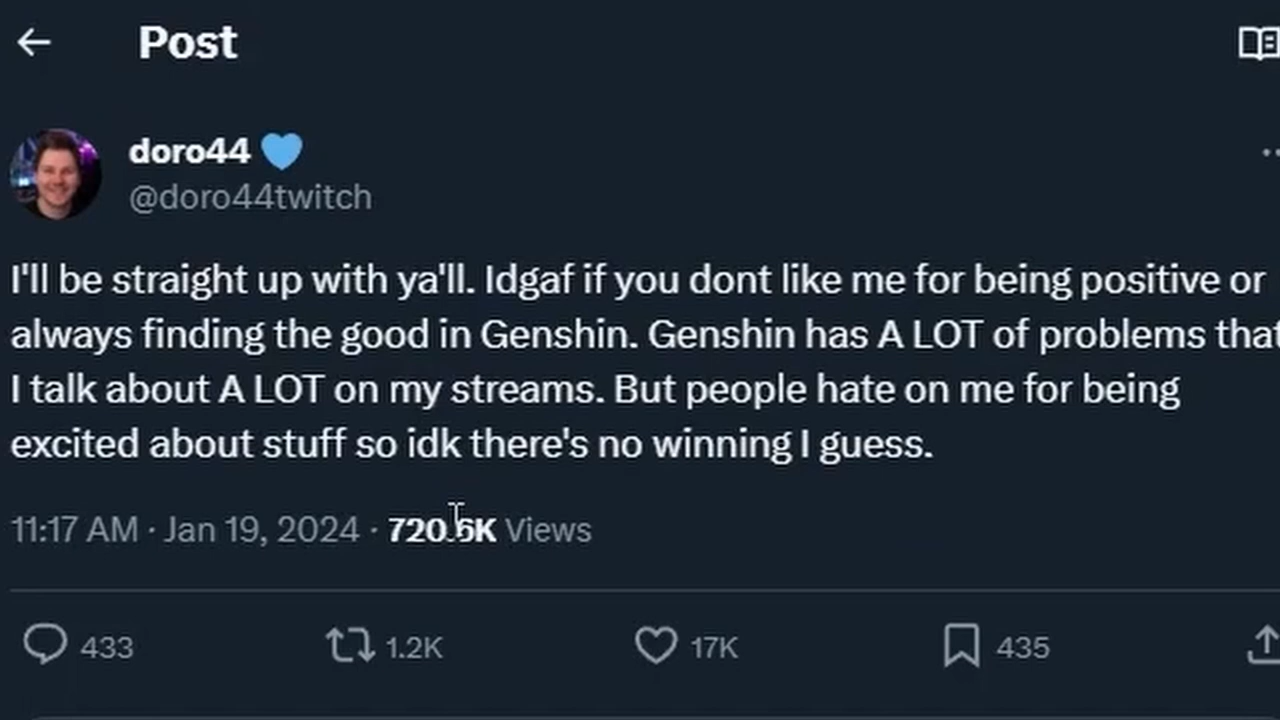 Post
doro44
@doro44twitch
I'll be straight up with ya'll. Idgaf if you dont like me for being positive or
always finding the good in Genshin. Genshin has A LOT of problems that
I talk about A LOT on my streams. But people hate on me for being
excited about stuff so idk there's no winning I guess.
11:17 AM · Jan 19, 2024 · 720.6K Views
433 1.2K 17K 435